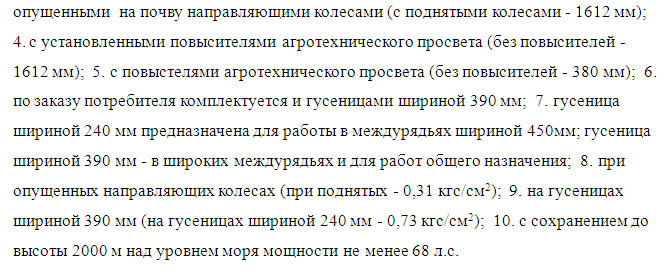 опущенными на почву направляющими колесами (с поднятыми колесами - 1612 мм);
4. с установленными повысителями агротехнического просвета (без повысителей -
1612 мм); 5. с повыстелями агротехнического просвета (без повысителей - 380 мм); 6.
по заказу потребителя комплектуется и гусеницами шириной 390 мм; 7. гусеница
шириной 240 мм предназначена для работы в междурядьях шириной 450мм; гусеница
шириной 390 мм - в широких междурядьях и для работ общего назначения; 8. при
опущенных направляющих колесах (при поднятых - 0,31 кгс/см²); 9. на гусеницах
шириной 390 мм (на гусеницах шириной 240 мм - 0,73 кгс/см²); 10. с сохранением до
высоты 2000 м над уровнем моря мощности не менее 68 л.с.